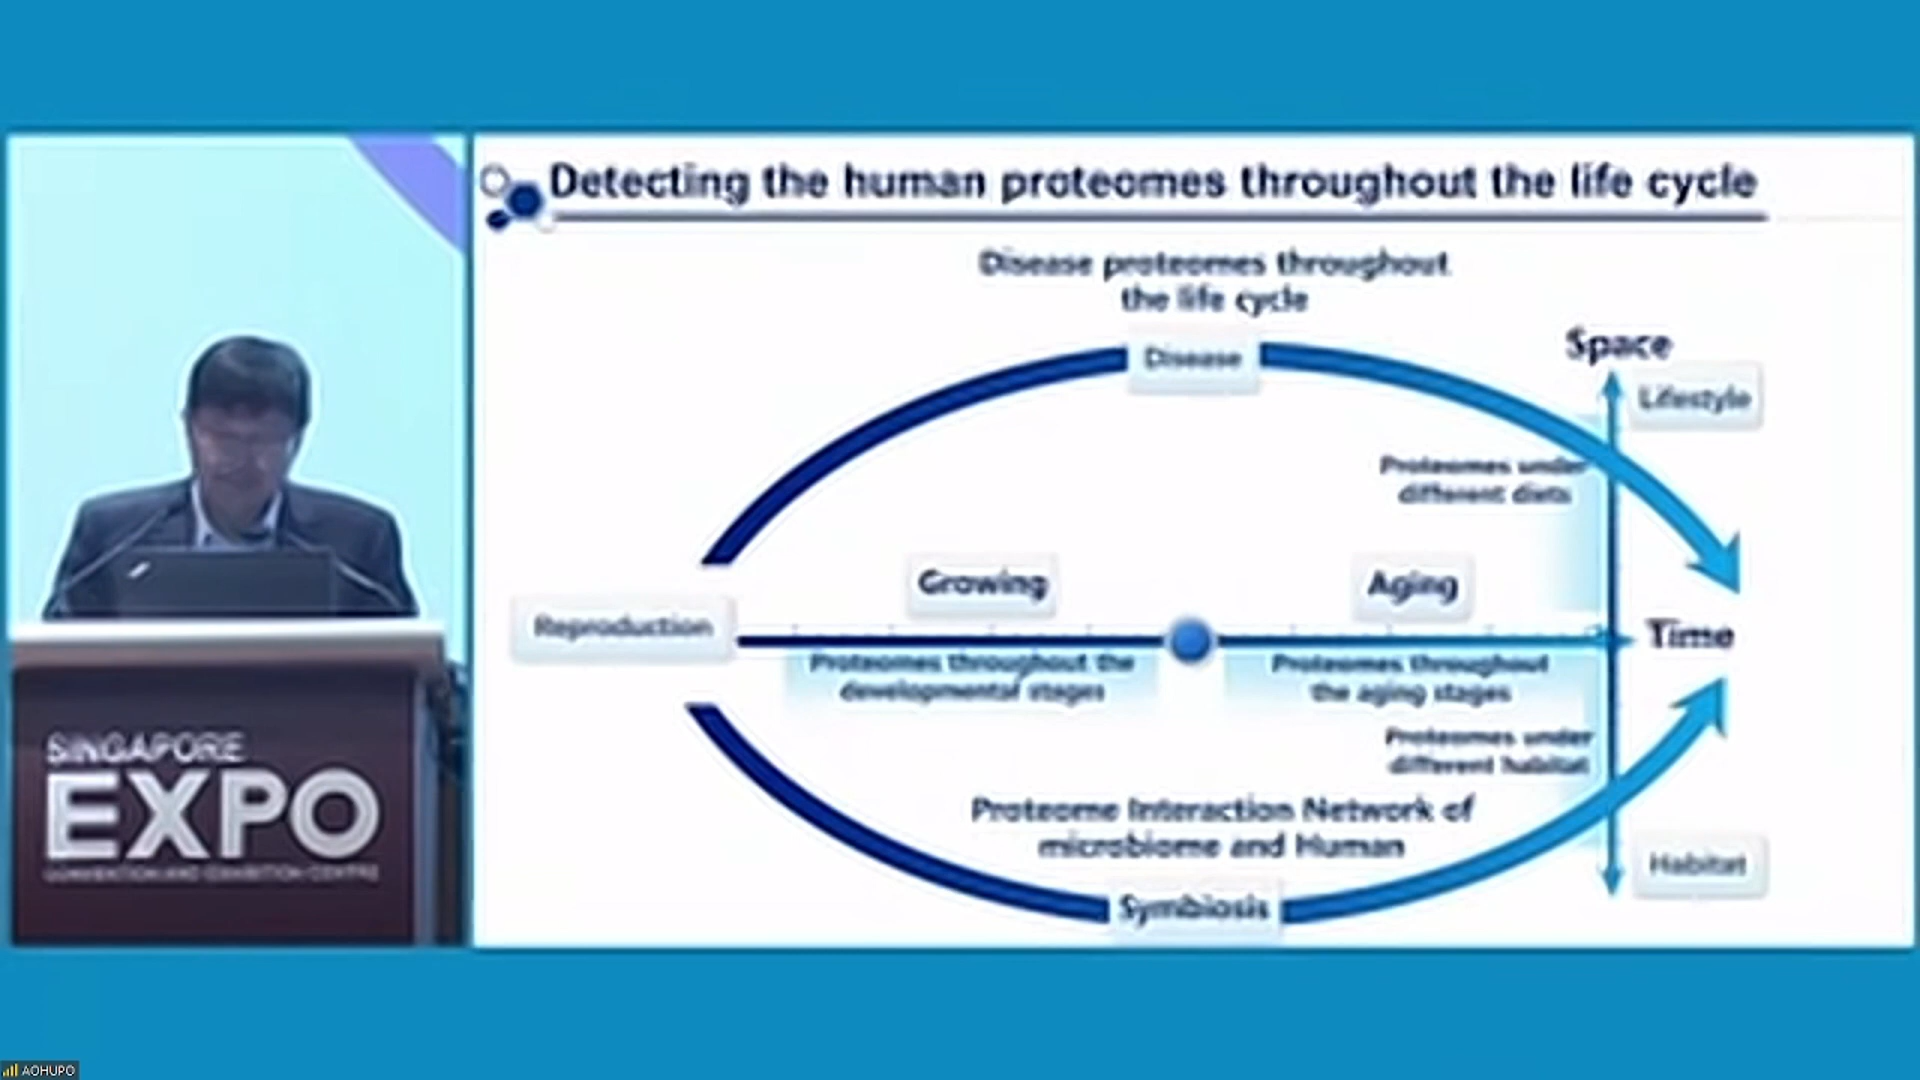 Detecting the human proteomes throughout the life cycle
Disease proteomes throughout
the life cycle
Disease
Space
Lifestyle
Proteomes under
different diets
Growing
Aging
Reproduction
Time
Proteomes throughout the
developmental stages
Proteomes throughout
the aging stages
Proteomes under
different habitat
Proteome Interaction Network of
microbiome and Human
Habitat
Symbiosis
SINGAPORE
EXPO
CONVENTION AND EXHIBITION CENTRE
AOHUPO